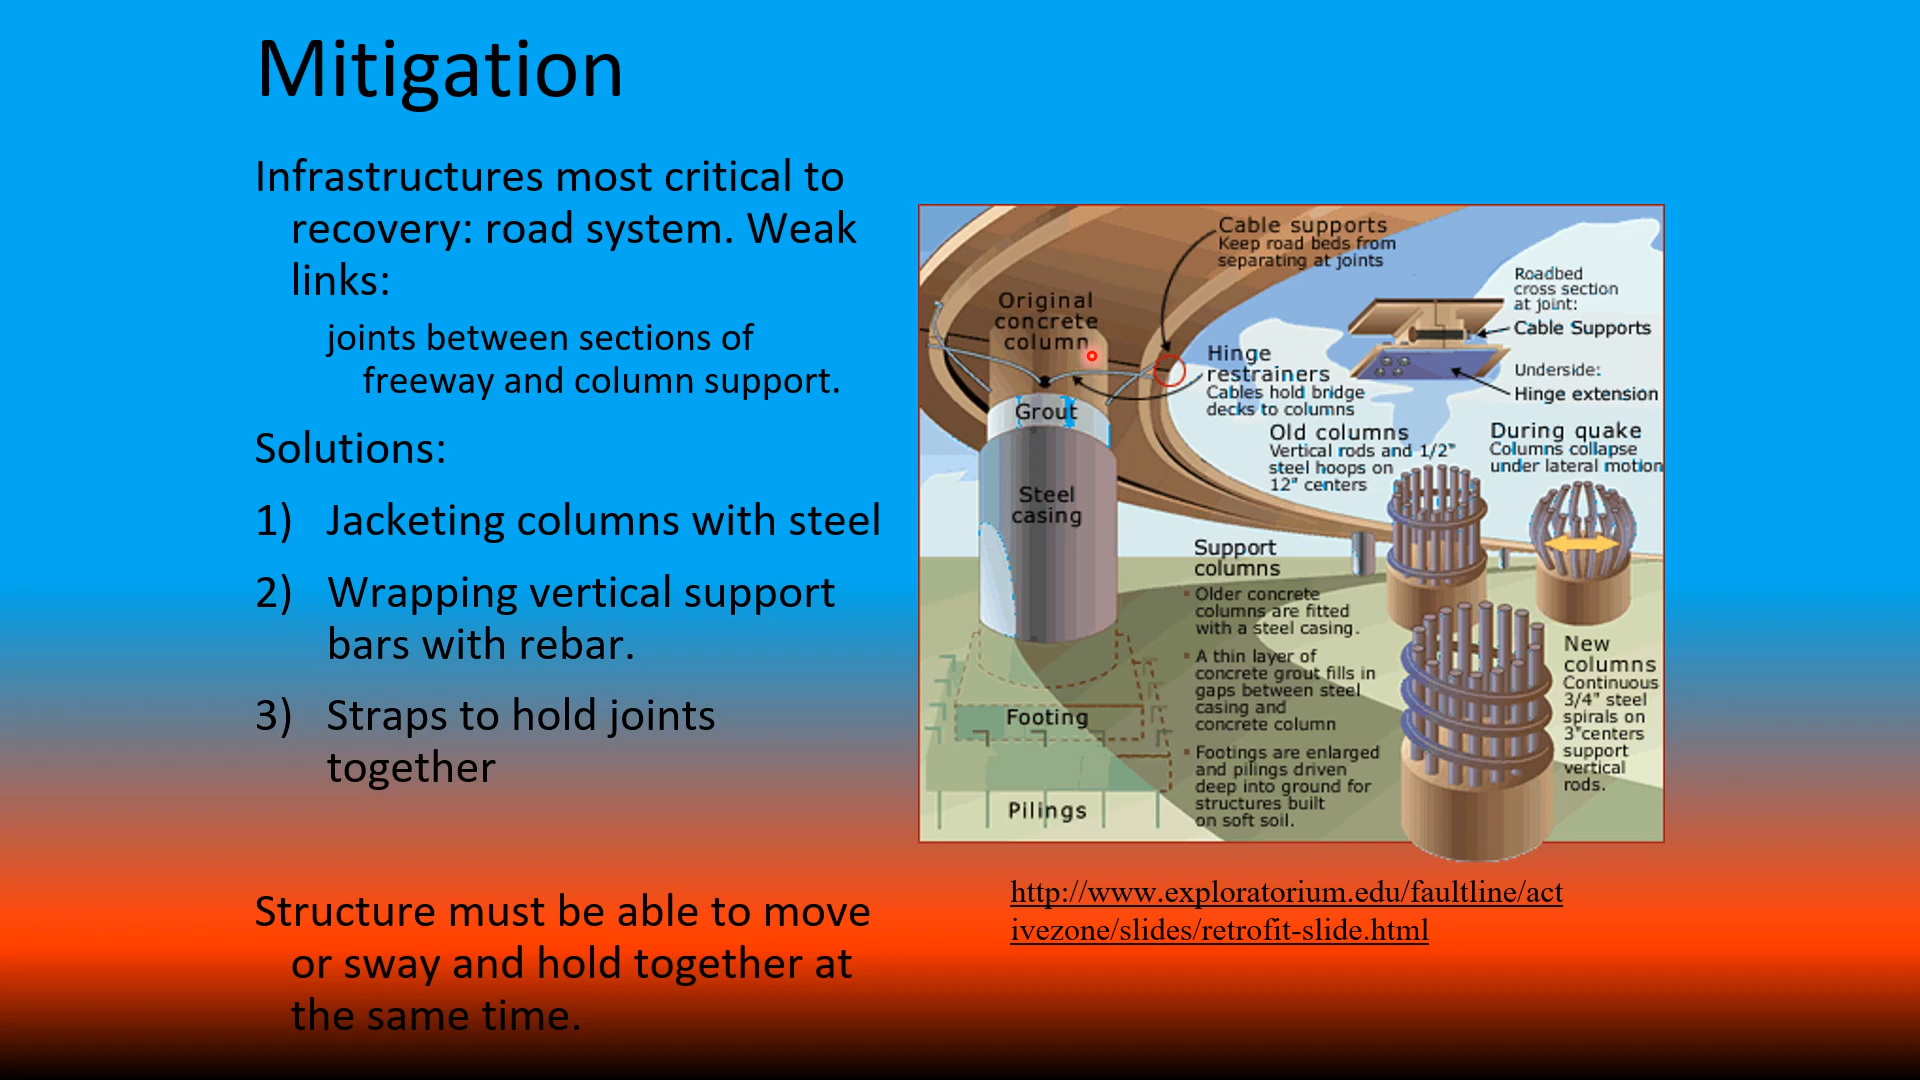 Mitigation
Infrastructures most critical to
recovery: road system. Weak
links:
joints between sections of
freeway and column support.
Solutions:
1) Jacketing columns with steel
2) Wrapping vertical support
bars with rebar.
3) Straps to hold joints
together
Structure must be able to move
or sway and hold together at
the same time.
Cable supports
Keep road beds from
separating at joints
Original
concrete
column
Roadbed
cross section
at joint:
Cable Supports
Underside:
Hinge extension
Hinge
restrainers
Cables hold bridge
decks to columns
Grout
Steel
casing
Old columns
Vertical rods and 1/2"
steel hoops on
12" centers
During quake
Columns collapse
under lateral motion
Support
columns
Older concrete
columns are fitted
with a steel casing.
A thin layer of
concrete grout fills in
gaps between steel
casing and
concrete column
Footings are enlarged
and pilings driven
deep into ground for
structures built
on soft soil.
New
columns
Continuous
3/4" steel
spirals on
3"centers
support
vertical
rods.
Footing
Pilings
http://www.exploratorium.edu/faultline/act
ivezone/slides/retrofit-slide.html